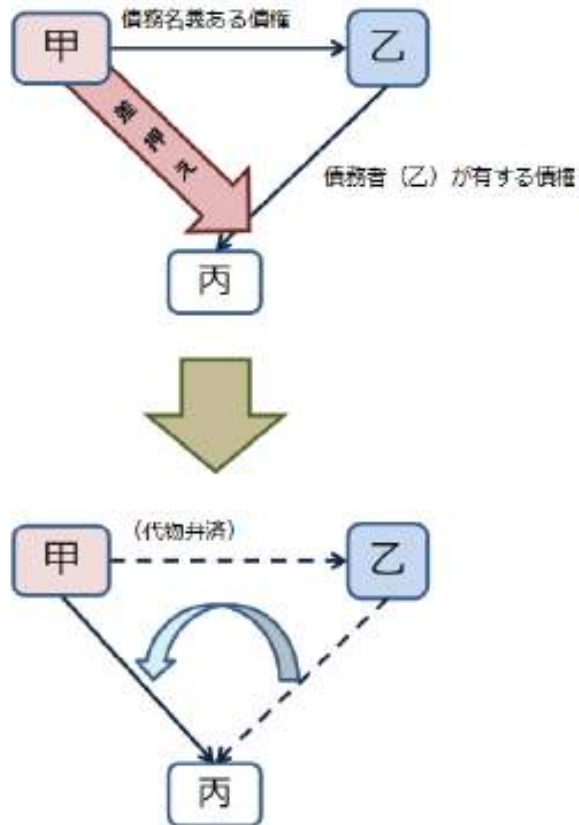 債務名義ある債権
甲
乙
差押え
債務者（乙）が有する債権
丙
（代物弁済）
甲
乙
丙